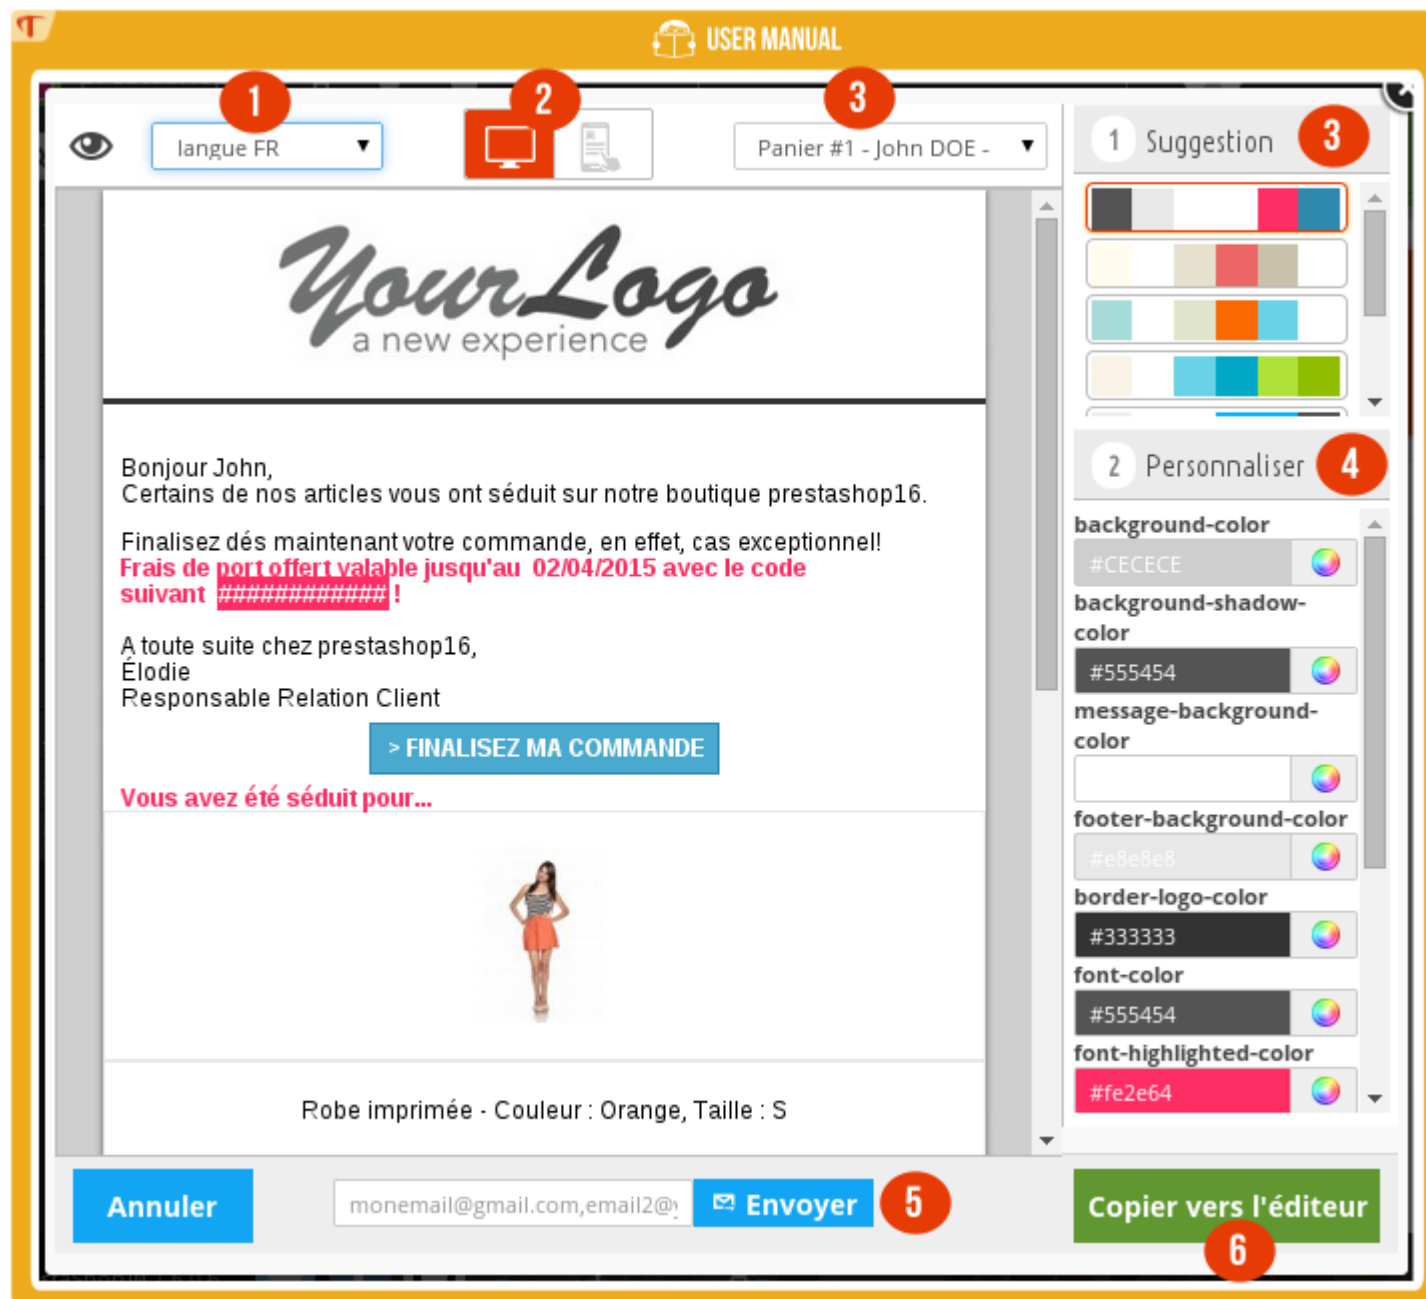 USER MANUAL
1
2
3
langue FR
Panier #1 - John DOE -
1 Suggestion 3
YourLogo
a new experience
Bonjour John,
Certains de nos articles vous ont séduit sur notre boutique prestashop16.
Finalisez dés maintenant votre commande, en effet, cas exceptionnel!
Frais de port offert valable jusqu'au 02/04/2015 avec le code
suivant ############ !
A toute suite chez prestashop16,
Élodie
Responsable Relation Client
> FINALISEZ MA COMMANDE
Vous avez été séduit pour...
Robe imprimée - Couleur : Orange, Taille : S
2 Personnaliser 4
background-color
#CECECE
background-shadow-
color
#555454
message-background-
color
footer-background-color
#e8e8e8
border-logo-color
#333333
font-color
#555454
font-highlighted-color
#fe2e64
Annuler
monemail@gmail.com,email2@
Envoyer
5
Copier vers l'éditeur
6